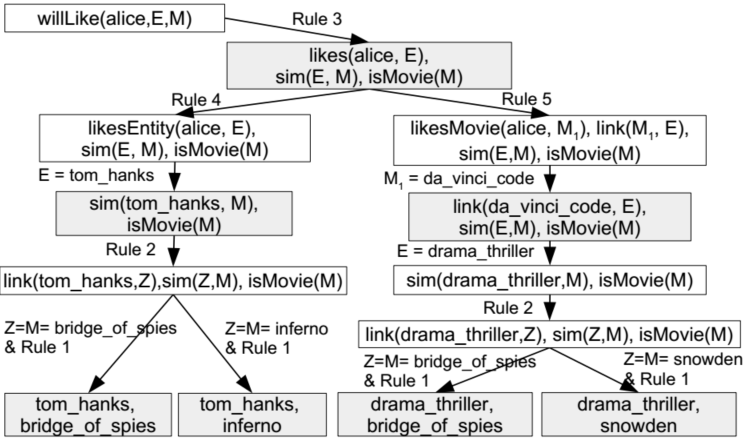 willLike(alice,E,M)
Rule 3
likes(alice, E),
sim(E, M), isMovie(M)
Rule 4
Rule 5
likesEntity(alice, E),
sim(E, M), isMovie(M)
likesMovie(alice, M₁), link(M₁, E),
sim(E,M), isMovie(M)
E = tom_hanks
M₁ = da_vinci_code
sim(tom_hanks, M),
isMovie(M)
link(da_vinci_code, E),
sim(E,M), isMovie(M)
Rule 2
E = drama_thriller
link(tom_hanks,Z),sim(Z,M), isMovie(M)
sim(drama_thriller,M), isMovie(M)
Rule 2
link(drama_thriller,Z), sim(Z,M), isMovie(M)
Z=M= bridge_of_spies
& Rule 1
Z=M= inferno
& Rule 1
Z=M= bridge_of_spies
& Rule 1
Z=M= snowden
& Rule 1
tom_hanks,
bridge_of_spies
tom_hanks,
inferno
drama_thriller,
bridge_of_spies
drama_thriller,
snowden